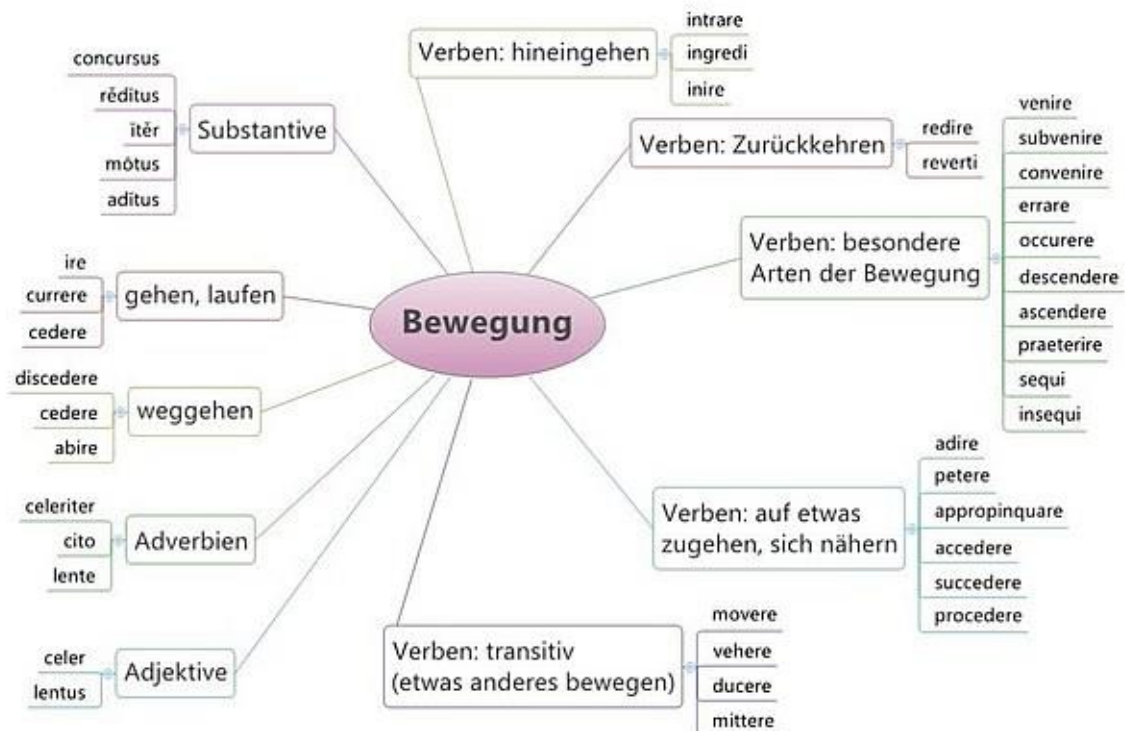 Bewegung
Verben: hineingehen
intrare
ingredi
inire
Verben: Zurückkehren
redire
reverti
Verben: besondere
Arten der Bewegung
venire
subvenire
convenire
errare
occurere
descendere
ascendere
praeterire
sequi
insequi
Verben: auf etwas
zugehen, sich nähern
adire
petere
appropinquare
accedere
succedere
procedere
Verben: transitiv
(etwas anderes bewegen)
movere
vehere
ducere
mittere
Substantive
concursus
rĕdĭtus
ĭtĕr
mōtus
adĭtus
gehen, laufen
ire
currere
cedere
weggehen
discedere
cedere
abire
Adverbien
celeriter
cito
lente
Adjektive
celer
lentus